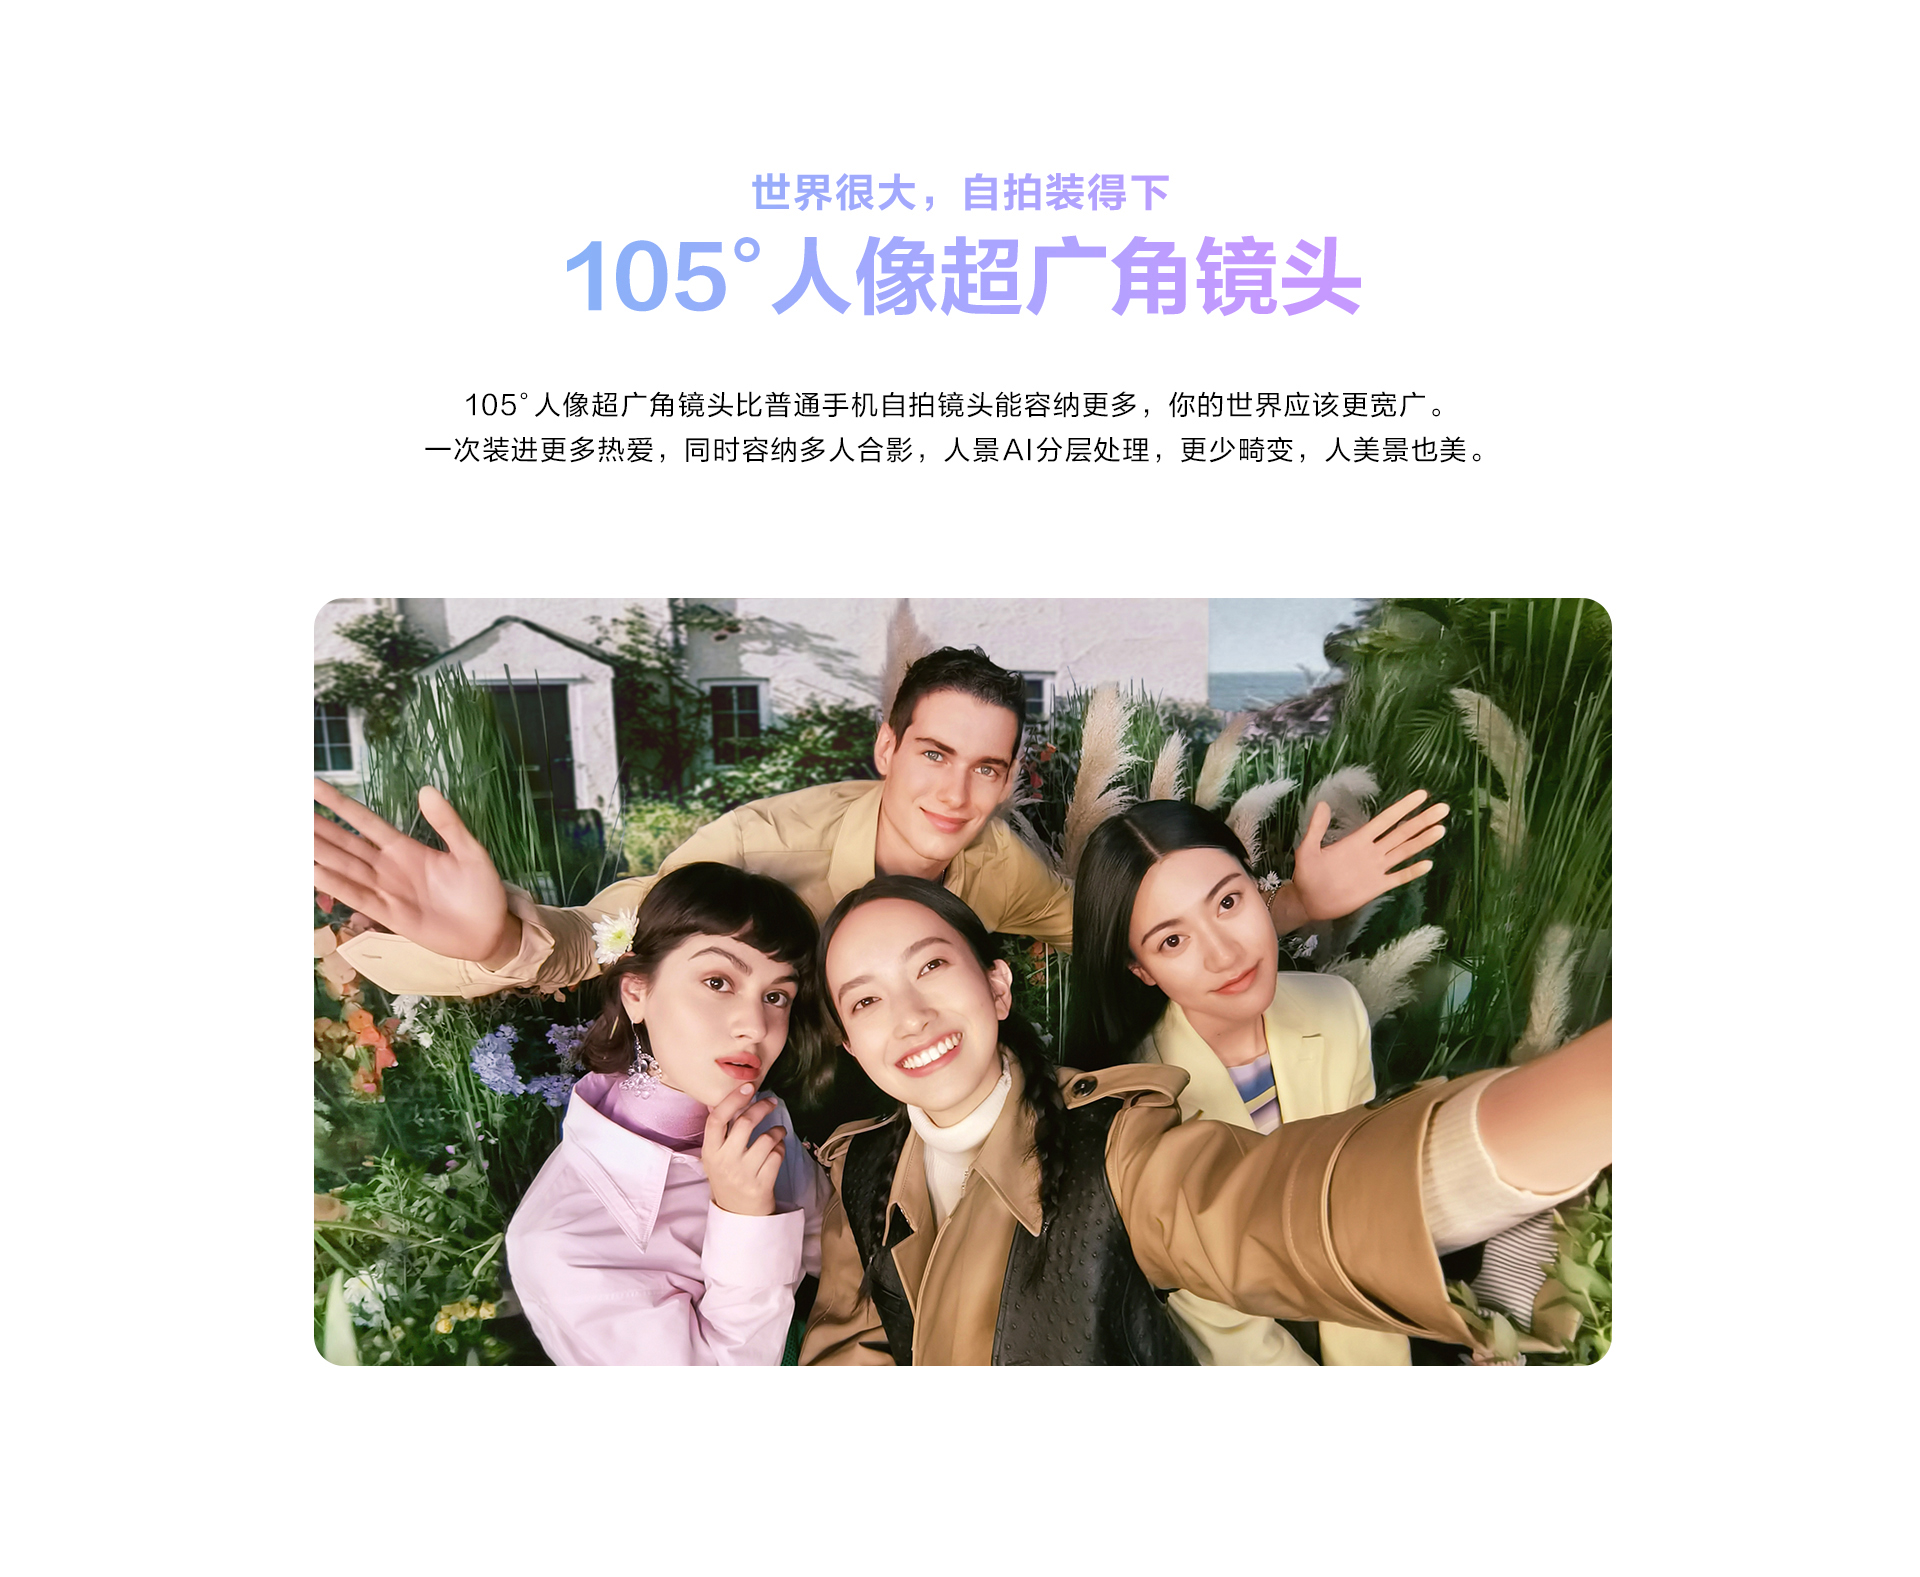 世界很大，自拍装得下
105°人像超广角镜头
105°人像超广角镜头比普通手机自拍镜头能容纳更多，你的世界应该更宽广。
一次装进更多热爱，同时容纳多人合影，人景AI分层处理，更少畸变，人美景也美。